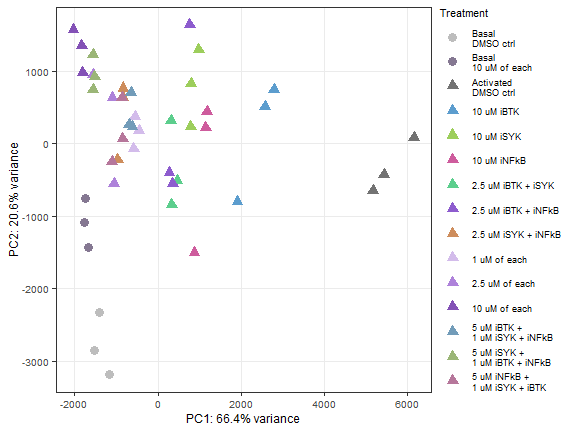 Treatment
Basal
DMSO ctrl
Basal
10 uM of each
Activated
DMSO ctrl
10 uM iBTK
10 uM iSYK
10 uM iNFkB
2.5 uM iBTK + iSYK
2.5 uM iBTK + iNFkB
2.5 uM iSYK + iNFkB
1 uM of each
2.5 uM of each
10 uM of each
5 uM iBTK +
1 uM iSYK + iNFkB
5 uM iSYK +
1 uM iBTK + iNFkB
5 uM iNFkB +
1 uM iSYK + iBTK
PC2: 20.6% variance
1000
0
-1000
-2000
-3000
-2000
0
2000
4000
6000
PC1: 66.4% variance